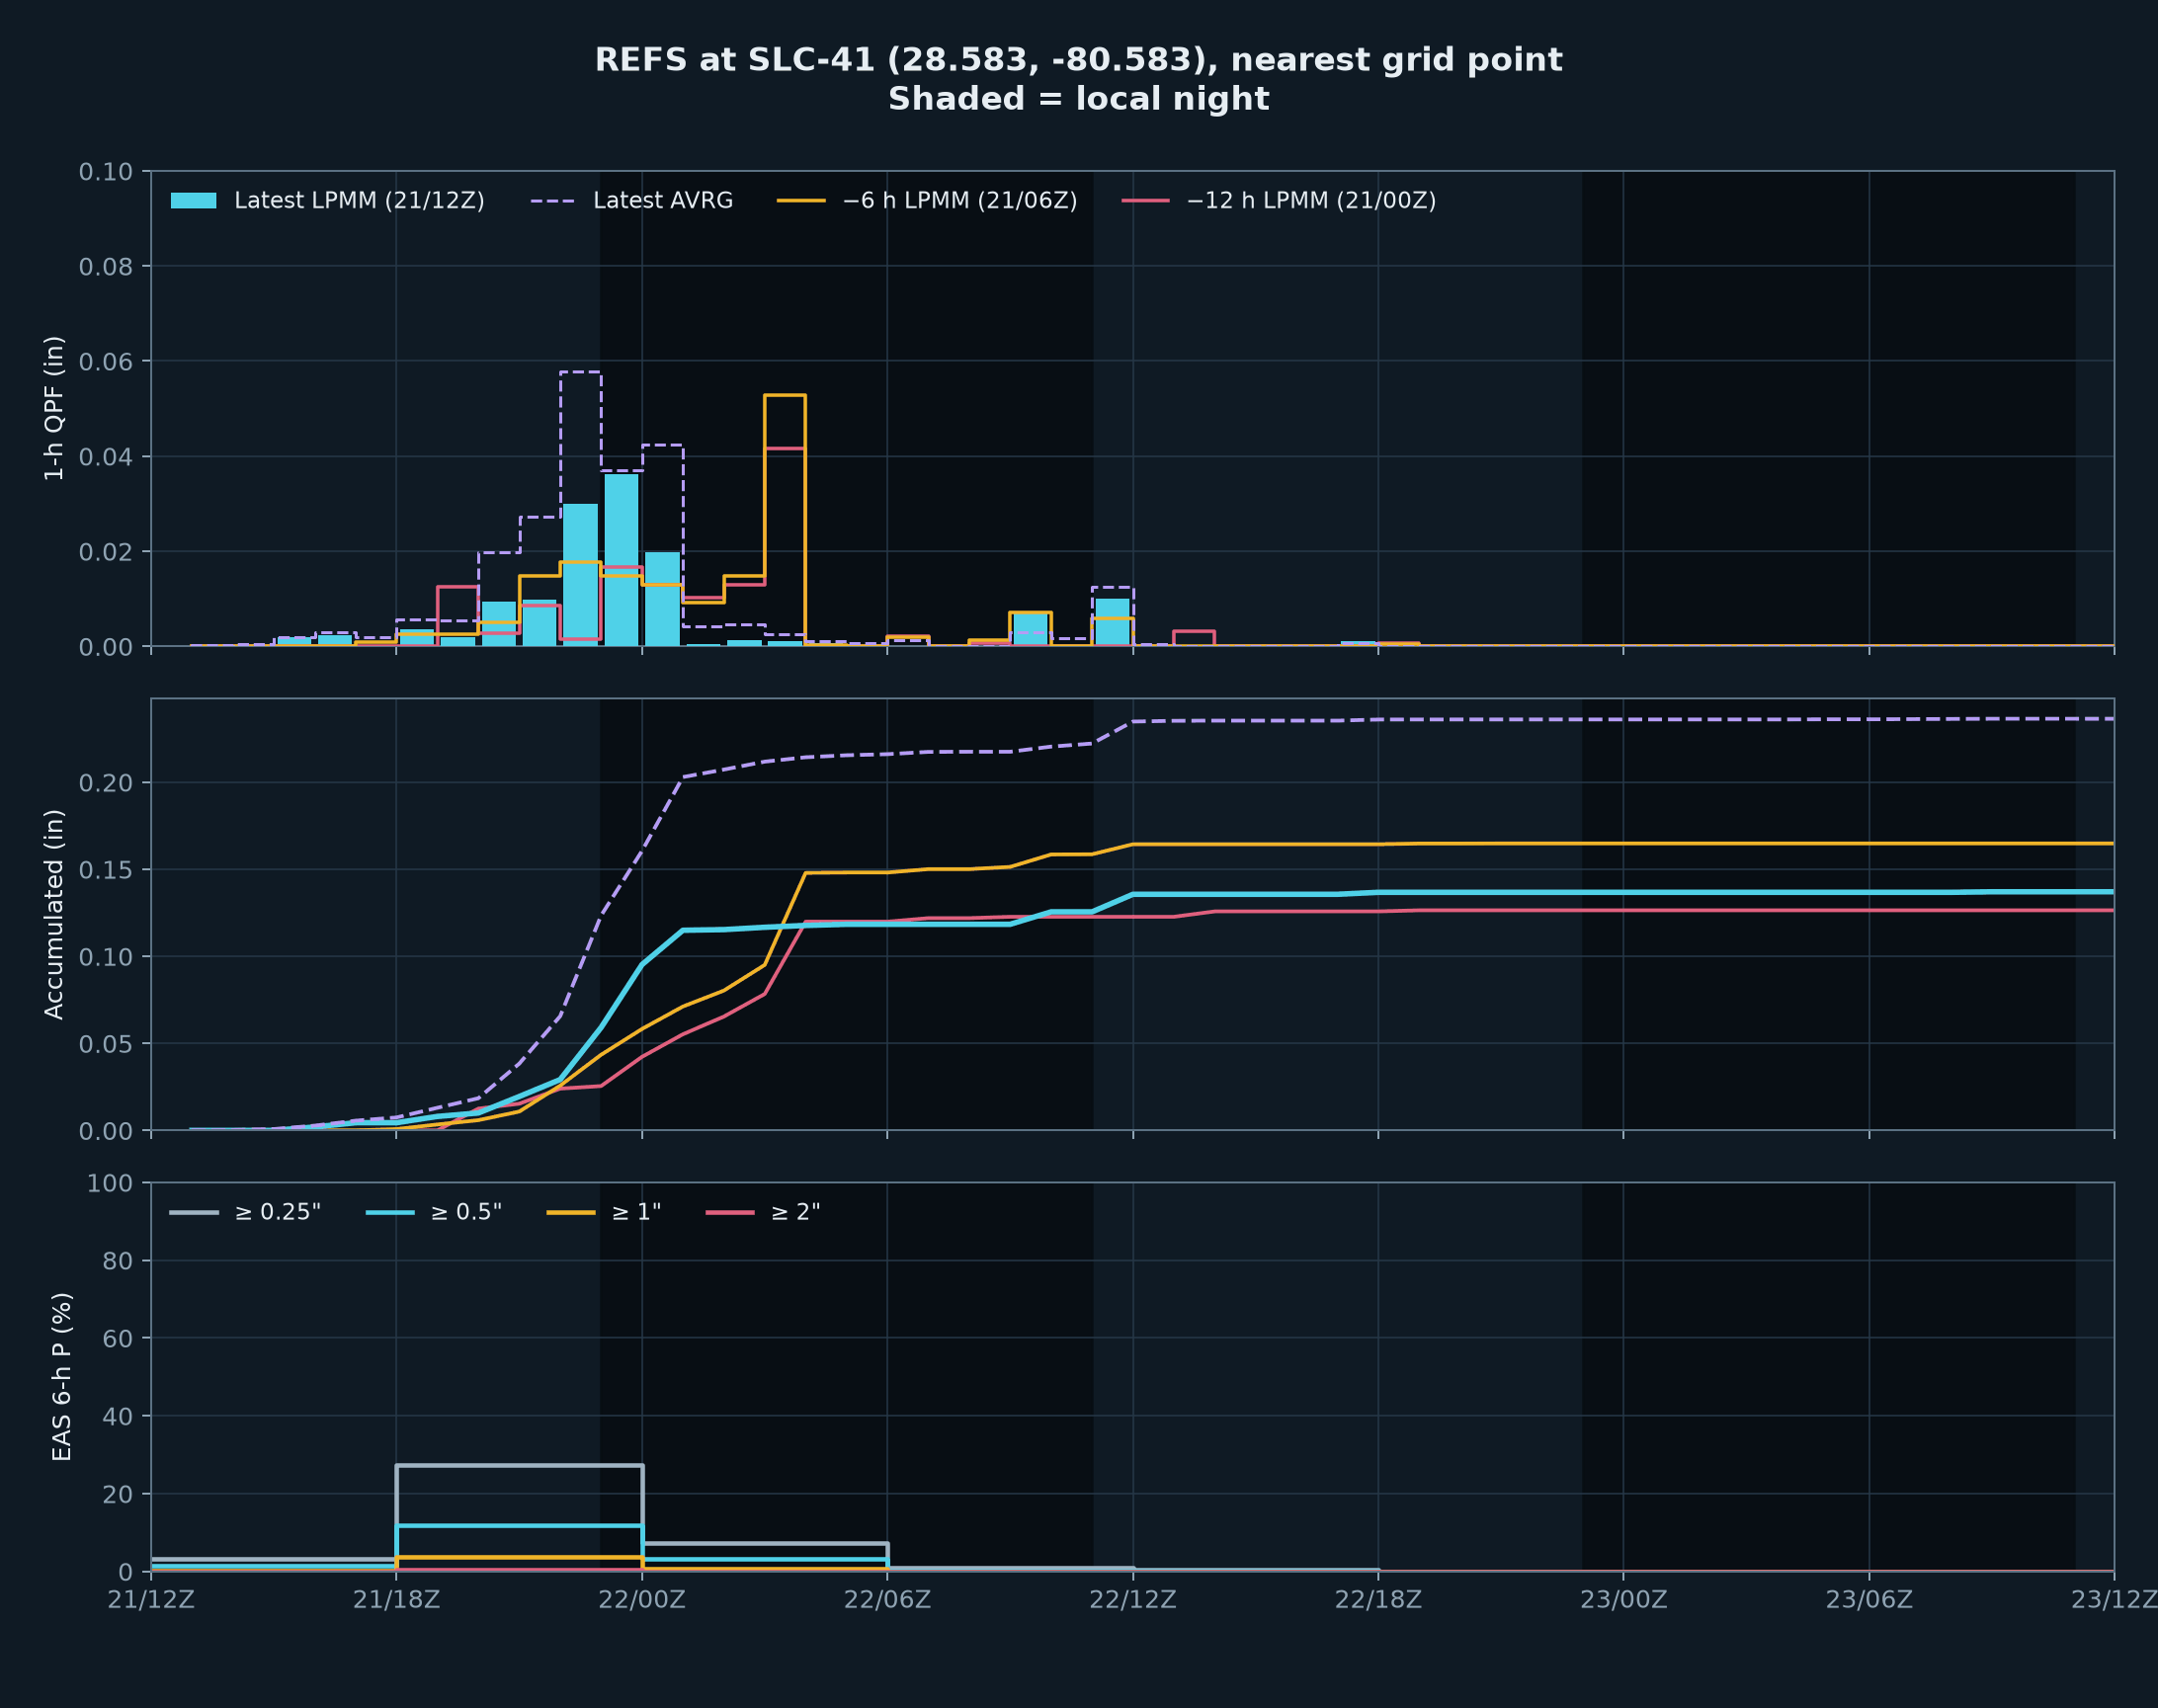 REFS at SLC-41 (28.583, -80.583), nearest grid point
Shaded = local night
Latest LPMM (21/12Z) Latest AVRG −6 h LPMM (21/06Z) −12 h LPMM (21/00Z)
1-h QPF (in)
0.10
0.08
0.06
0.04
0.02
0.00
Accumulated (in)
0.20
0.15
0.10
0.05
0.00
≥ 0.25" ≥ 0.5" ≥ 1" ≥ 2"
EAS 6-h P (%)
100
80
60
40
20
0
21/12Z 21/18Z 22/00Z 22/06Z 22/12Z 22/18Z 23/00Z 23/06Z 23/12Z